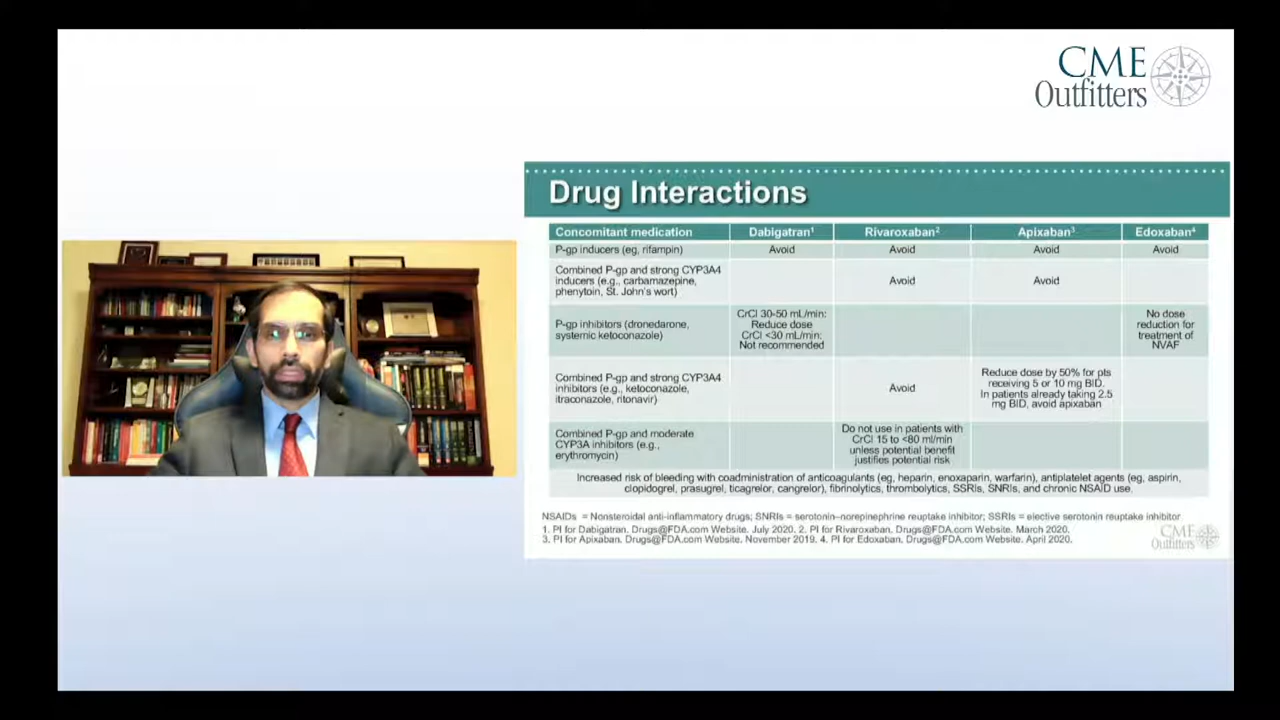 CME
Outfitters
Drug Interactions
Concomitant medication Dabigatran1 Rivaroxaban2 Apixaban3 Edoxaban4
P-gp inducers (eg, rifampin) Avoid Avoid Avoid Avoid
Combined P-gp and strong CYP3A4
inducers (e.g., carbamazepine,
phenytoin, St. John's wort)
Avoid Avoid
P-gp inhibitors (dronedarone,
systemic ketoconazole)
CrCl 30-50 mL/min:
Reduce dose
CrCl <30 mL/min:
Not recommended
No dose
reduction for
treatment of
NVAF
Combined P-gp and strong CYP3A4
inhibitors (e.g., ketoconazole,
itraconazole, ritonavir)
Avoid
Reduce dose by 50% for pts
receiving 5 or 10 mg BID.
In patients already taking 2.5
mg BID, avoid apixaban
Combined P-gp and moderate
CYP3A inhibitors (e.g.,
erythromycin)
Do not use in patients with
CrCl 15 to <80 ml/min
unless potential benefit
justifies potential risk
Increased risk of bleeding with coadministration of anticoagulants (eg, heparin, enoxaparin, warfarin), antiplatelet agents (eg, aspirin,
clopidogrel, prasugrel, ticagrelor, cangrelor), fibrinolytics, thrombolytics, SSRIs, SNRIs, and chronic NSAID use.
NSAIDs = Nonsteroidal anti-inflammatory drugs; SNRIs = serotonin–norepinephrine reuptake inhibitor; SSRIs = elective serotonin reuptake inhibitor
1. PI for Dabigatran. Drugs@FDA.com Website. July 2020. 2. PI for Rivaroxaban. Drugs@FDA.com Website. March 2020.
3. PI for Apixaban. Drugs@FDA.com Website. November 2019. 4. PI for Edoxaban. Drugs@FDA.com Website. April 2020.
CME
Outfitters